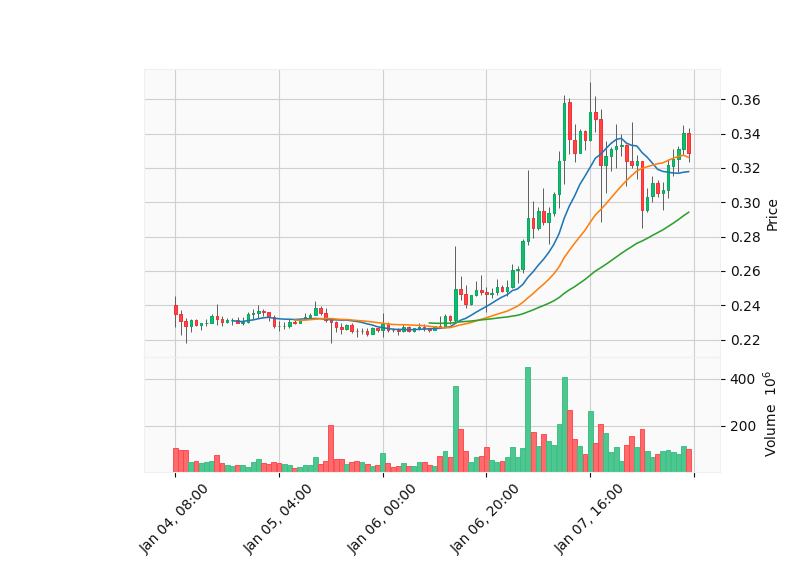 0.36
0.34
0.32
0.30
0.28
0.26
0.24
0.22
Price
400
200
Volume 10^6
Jan 04, 08:00
Jan 05, 04:00
Jan 06, 00:00
Jan 06, 20:00
Jan 07, 16:00